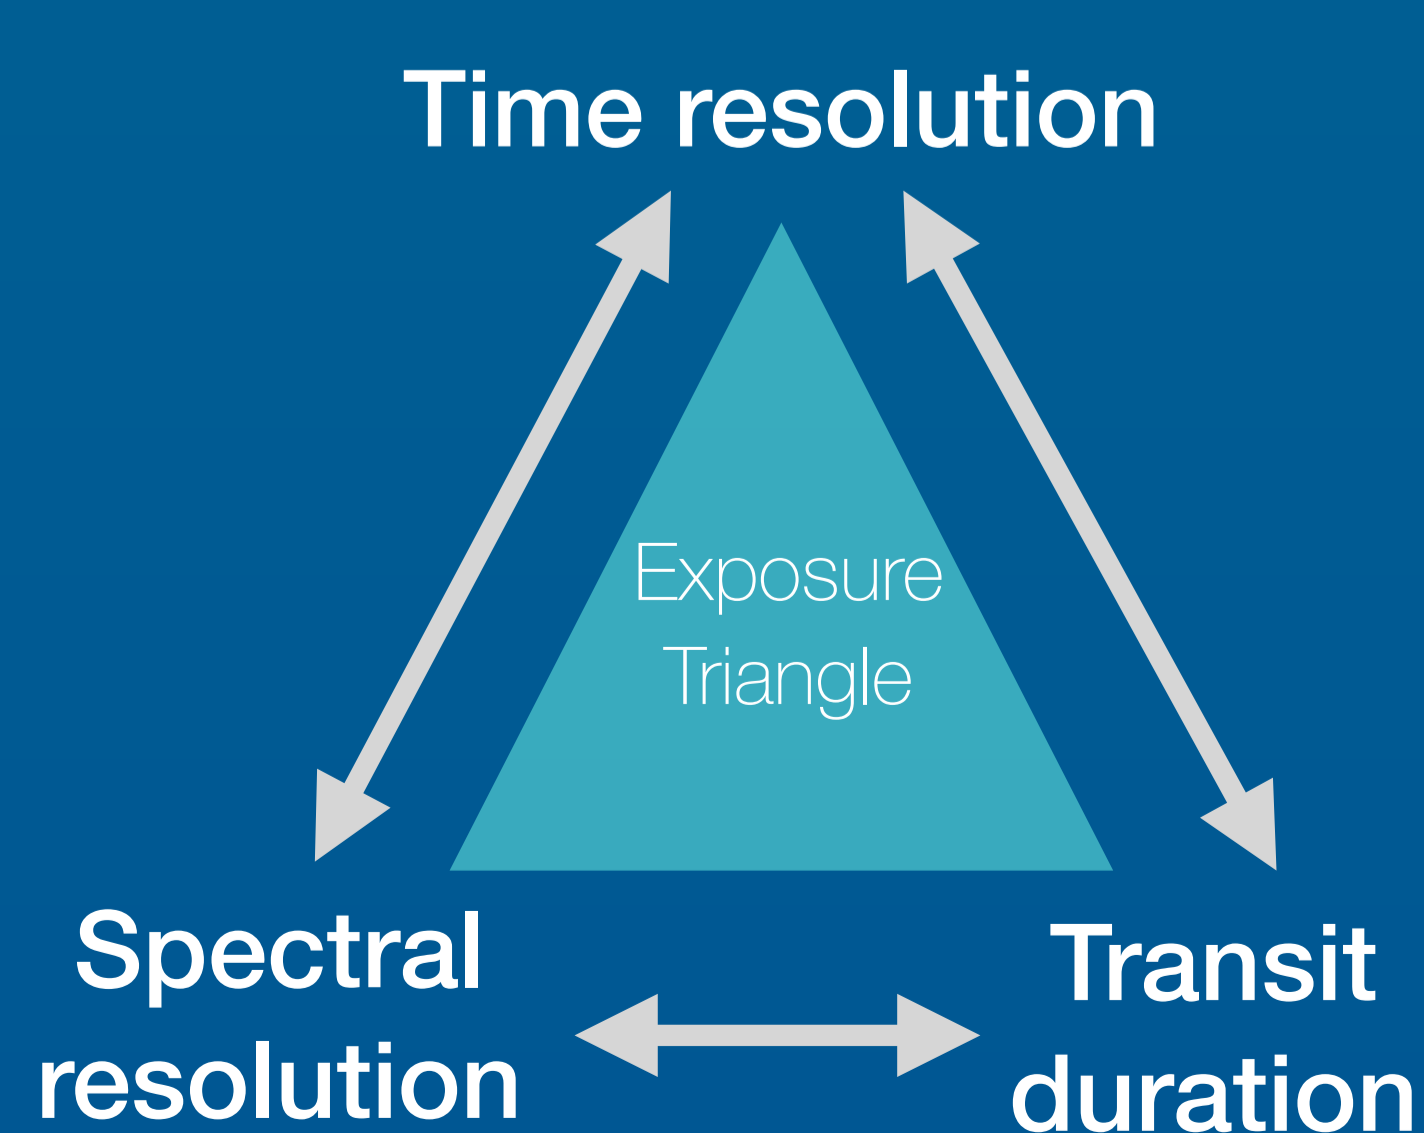 Time resolution
Exposure
Triangle
Spectral
resolution
Transit
duration